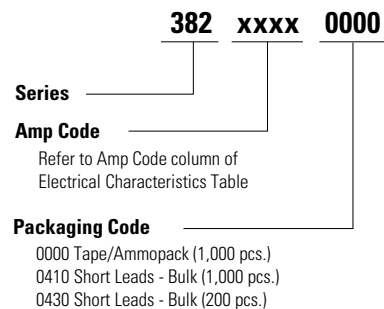 382 xxxx 0000
Series
Amp Code
Refer to Amp Code column of
Electrical Characteristics Table
Packaging Code
0000 Tape/Ammopack (1,000 pcs.)
0410 Short Leads - Bulk (1,000 pcs.)
0430 Short Leads - Bulk (200 pcs.)